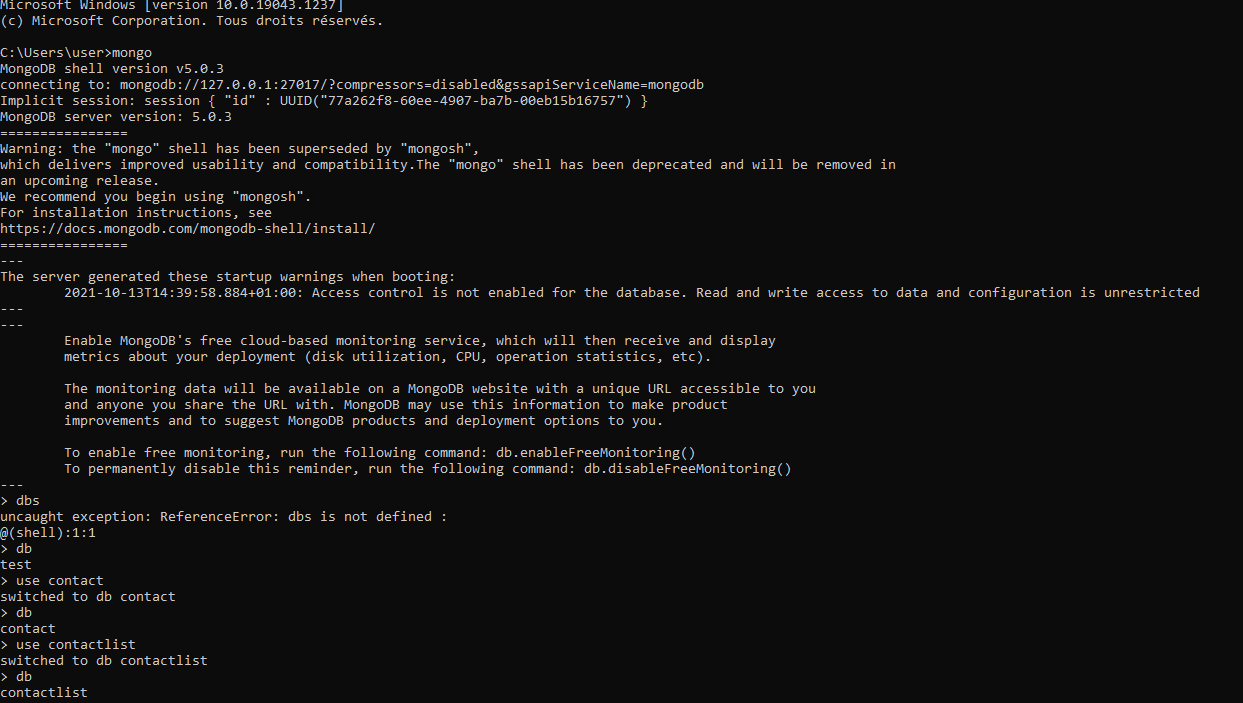 Microsoft Windows [version 10.0.19043.1237]
(c) Microsoft Corporation. Tous droits réservés.
C:\Users\user>mongo
MongoDB shell version v5.0.3
connecting to: mongodb://127.0.0.1:27017/?compressors=disabled&gssapiServiceName=mongodb
Implicit session: session { "id" : UUID("77a262f8-60ee-4907-ba7b-00eb15b16757") }
MongoDB server version: 5.0.3
================
Warning: the "mongo" shell has been superseded by "mongosh",
which delivers improved usability and compatibility.The "mongo" shell has been deprecated and will be removed in
an upcoming release.
We recommend you begin using "mongosh".
For installation instructions, see
https://docs.mongodb.com/mongodb-shell/install/
================
---
The server generated these startup warnings when booting:
        2021-10-13T14:39:58.884+01:00: Access control is not enabled for the database. Read and write access to data and configuration is unrestricted
---
---
        Enable MongoDB's free cloud-based monitoring service, which will then receive and display
        metrics about your deployment (disk utilization, CPU, operation statistics, etc).
        The monitoring data will be available on a MongoDB website with a unique URL accessible to you
        and anyone you share the URL with. MongoDB may use this information to make product
        improvements and to suggest MongoDB products and deployment options to you.
        To enable free monitoring, run the following command: db.enableFreeMonitoring()
        To permanently disable this reminder, run the following command: db.disableFreeMonitoring()
---
> dbs
uncaught exception: ReferenceError: dbs is not defined :
@(shell):1:1
> db
test
> use contact
switched to db contact
> db
contact
> use contactlist
switched to db contactlist
> db
contactlist